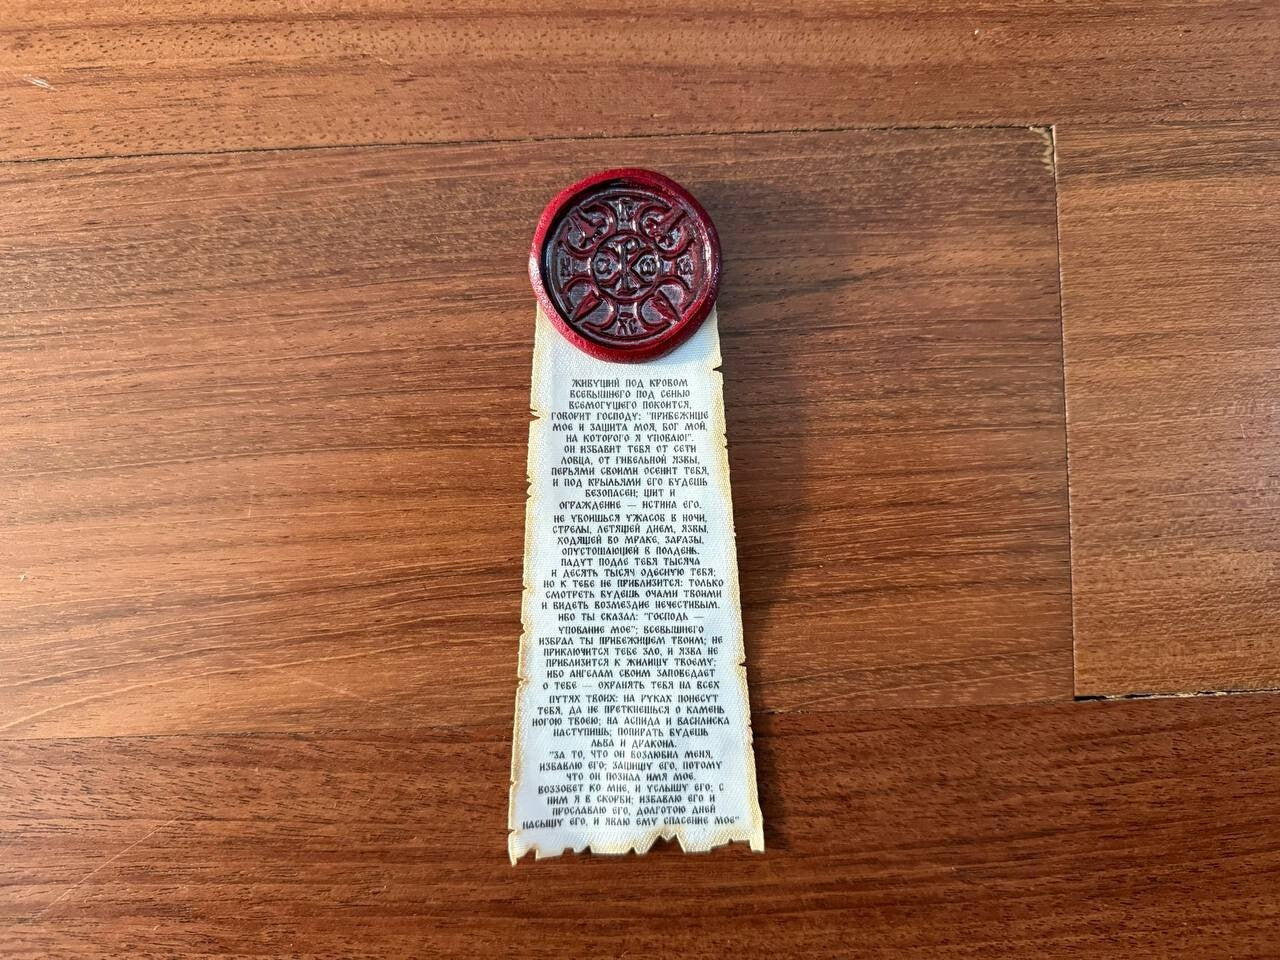 ЖИВУЩИЙ ПОД КРОВОМ
ВСЕВЫШНЕГО ПОД СЕНЬЮ
ВСЕМОГУЩЕГО ПОКОИТСЯ,
ГОВОРИТ ГОСПОДУ: "ПРИБЕЖИЩЕ
МОЕ И ЗАЩИТА МОЯ, БОГ МОЙ,
НА КОТОРОГО Я УПОВАЮ!".
ОН ИЗБАВИТ ТЕБЯ ОТ СЕТИ
ЛОВЦА, ОТ ГИБЕЛЬНОЙ ЯЗВЫ,
ПЕРЬЯМИ СВОИМИ ОСЕНИТ ТЕБЯ,
И ПОД КРЫЛЬЯМИ ЕГО БУДЕШЬ
БЕЗОПАСЕН; ЩИТ И
ОГРАЖДЕНИЕ — ИСТИНА ЕГО.
НЕ УБОИШЬСЯ УЖАСОВ В НОЧИ,
СТРЕЛЫ, ЛЕТЯЩЕЙ ДНЕМ, ЯЗВЫ,
ХОДЯЩЕЙ ВО МРАКЕ, ЗАРАЗЫ,
ОПУСТОШАЮЩЕЙ В ПОЛДЕНЬ.
ПАДУТ ПОДЛЕ ТЕБЯ ТЫСЯЧА
И ДЕСЯТЬ ТЫСЯЧ ОДЕСНУЮ ТЕБЯ;
НО К ТЕБЕ НЕ ПРИБЛИЗИТСЯ: ТОЛЬКО
СМОТРЕТЬ БУДЕШЬ ОЧАМИ ТВОИМИ
И ВИДЕТЬ ВОЗМЕЗДИЕ НЕЧЕСТИВЫМ.
ИБО ТЫ СКАЗАЛ: "ГОСПОДЬ —
УПОВАНИЕ МОЕ"; ВСЕВЫШНЕГО
ИЗБРАЛ ТЫ ПРИБЕЖИЩЕМ ТВОИМ; НЕ
ПРИКЛЮЧИТСЯ ТЕБЕ ЗЛО, И ЯЗВА НЕ
ПРИБЛИЗИТСЯ К ЖИЛИЩУ ТВОЕМУ;
ИБО АНГЕЛАМ СВОИМ ЗАПОВЕДАЕТ
О ТЕБЕ — ОХРАНЯТЬ ТЕБЯ НА ВСЕХ
ПУТЯХ ТВОИХ: НА РУКАХ ПОНЕСУТ
ТЕБЯ, ДА НЕ ПРЕТКНЕШЬСЯ О КАМЕНЬ
НОГОЮ ТВОЕЮ; НА АСПИДА И ВАСИЛИСКА
НАСТУПИШЬ; ПОПИРАТЬ БУДЕШЬ
ЛЬВА И ДРАКОНА.
"ЗА ТО, ЧТО ОН ВОЗЛЮБИЛ МЕНЯ,
ИЗБАВЛЮ ЕГО; ЗАЩИЩУ ЕГО, ПОТОМУ
ЧТО ОН ПОЗНАЛ ИМЯ МОЕ.
ВОЗЗОВЕТ КО МНЕ, И УСЛЫШУ ЕГО; С
НИМ Я В СКОРБИ; ИЗБАВЛЮ ЕГО И
ПРОСЛАВЛЮ ЕГО, ДОЛГОТОЮ ДНЕЙ
НАСЫЩУ ЕГО, И ЯВЛЮ ЕМУ СПАСЕНИЕ МОЕ"